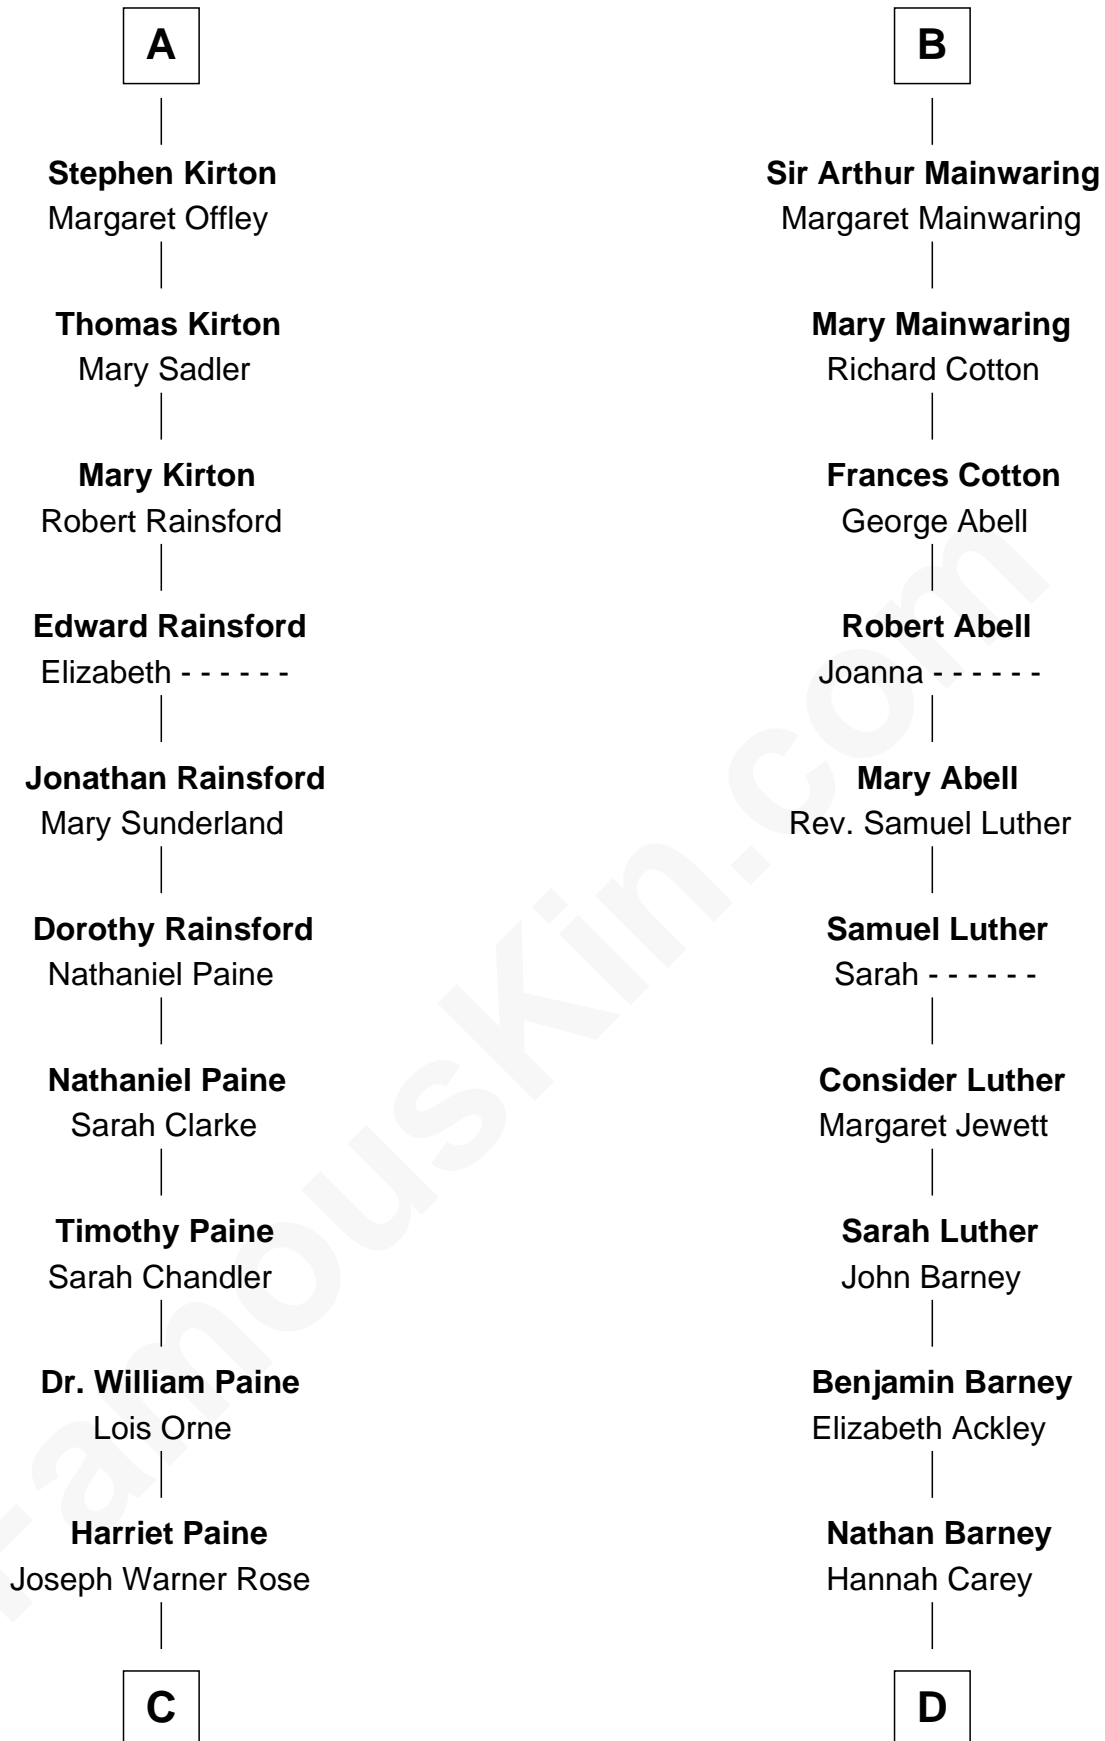 A
Stephen Kirton
Margaret Offley
Thomas Kirton
Mary Sadler
Mary Kirton
Robert Rainsford
Edward Rainsford
Elizabeth - - - - - -
Jonathan Rainsford
Mary Sunderland
Dorothy Rainsford
Nathaniel Paine
Nathaniel Paine
Sarah Clarke
Timothy Paine
Sarah Chandler
Dr. William Paine
Lois Orne
Harriet Paine
Joseph Warner Rose
C
B
Sir Arthur Mainwaring
Margaret Mainwaring
Mary Mainwaring
Richard Cotton
Frances Cotton
George Abell
Robert Abell
Joanna - - - - - -
Mary Abell
Rev. Samuel Luther
Samuel Luther
Sarah - - - - - -
Consider Luther
Margaret Jewett
Sarah Luther
John Barney
Benjamin Barney
Elizabeth Ackley
Nathan Barney
Hannah Carey
D
FamousKin.com